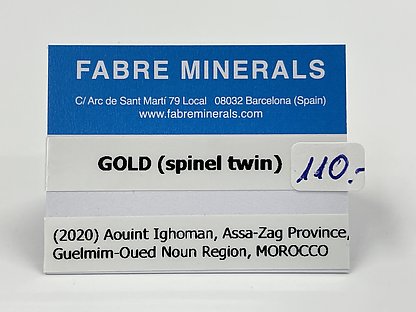 FABRE MINERALS
C/ Arc de Sant Martí 79 Local 08032 Barcelona (Spain)
www.fabreminerals.com
GOLD (spinel twin) 110.-
(2020) Aouint Ighoman, Assa-Zag Province,
Guelmim-Oued Noun Region, MOROCCO